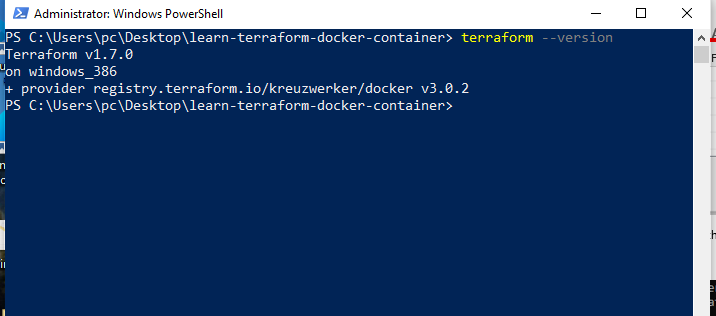 Administrator: Windows PowerShell
PS C:\Users\pc\Desktop\learn-terraform-docker-container> terraform --version
Terraform v1.7.0
on windows_386
+ provider registry.terraform.io/kreuzwerker/docker v3.0.2
PS C:\Users\pc\Desktop\learn-terraform-docker-container>